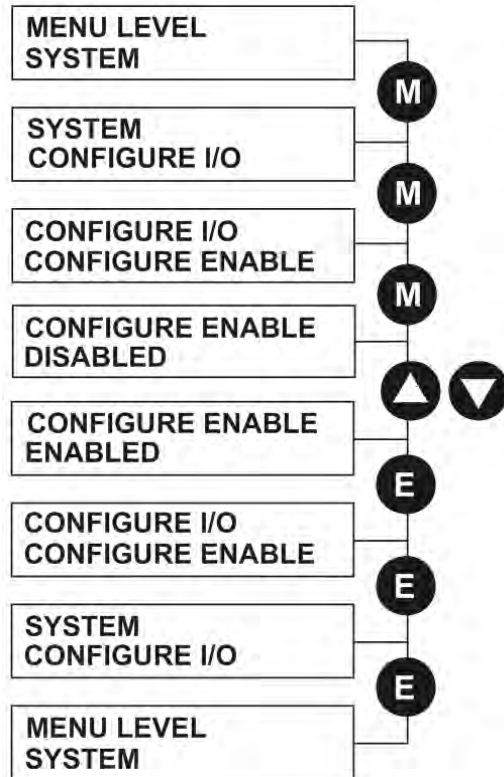 MENU LEVEL
SYSTEM
M
SYSTEM
CONFIGURE I/O
M
CONFIGURE I/O
CONFIGURE ENABLE
M
CONFIGURE ENABLE
DISABLED
CONFIGURE ENABLE
ENABLED
E
CONFIGURE I/O
CONFIGURE ENABLE
E
SYSTEM
CONFIGURE I/O
E
MENU LEVEL
SYSTEM